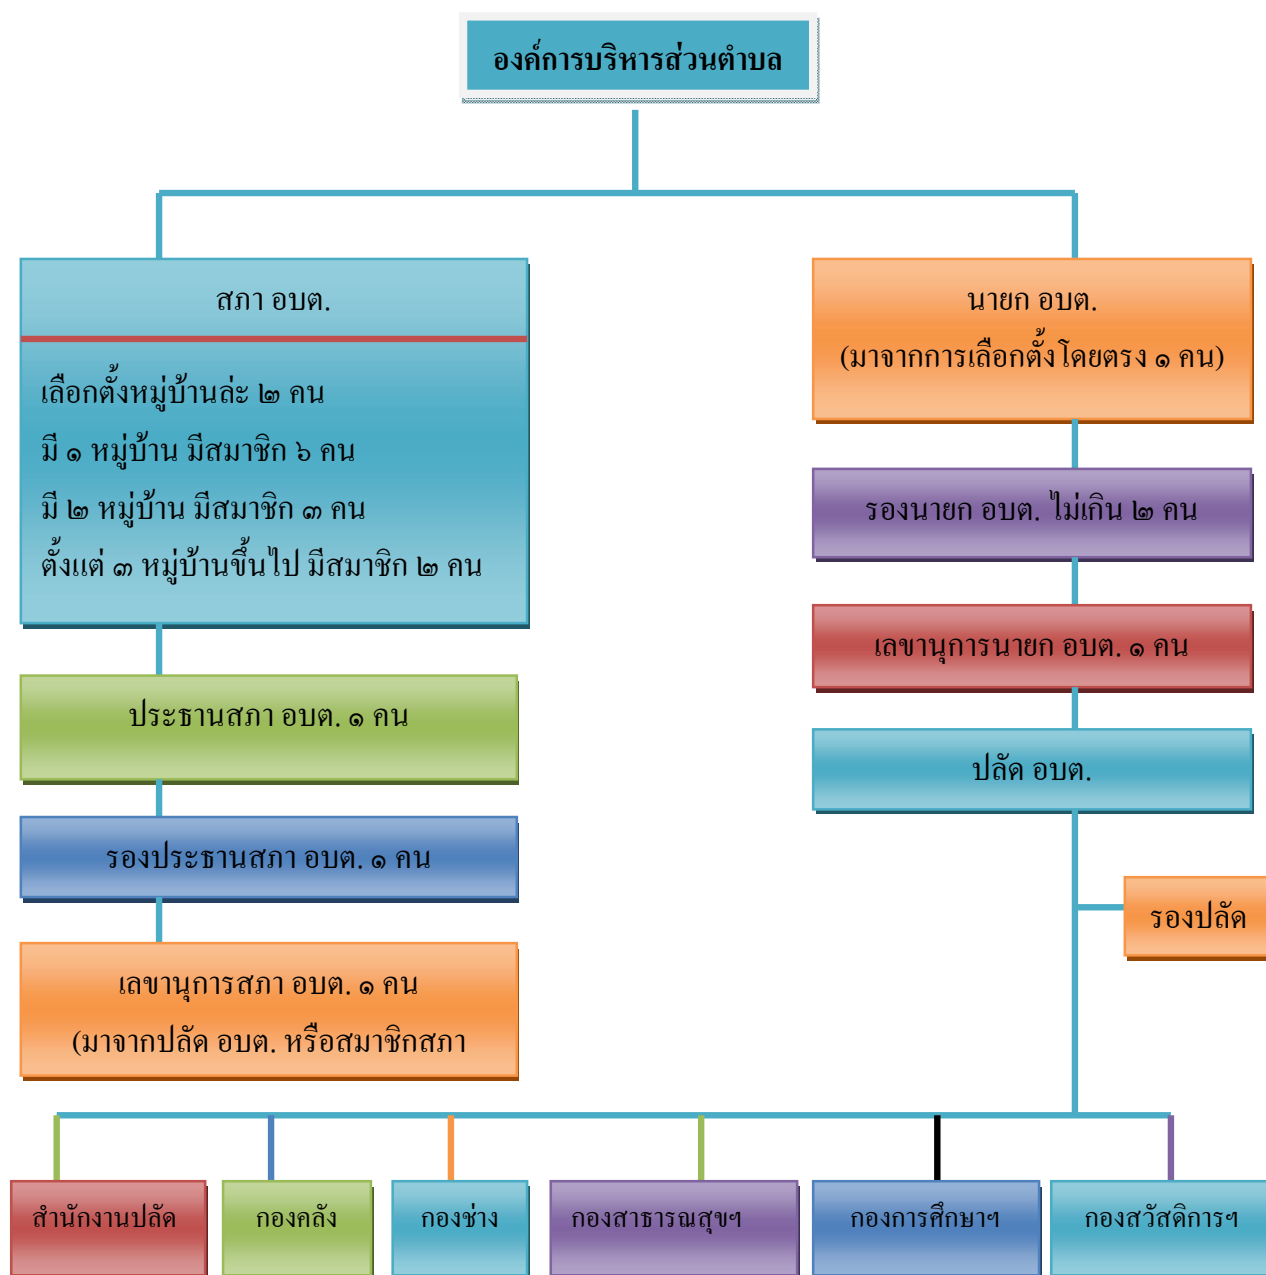 องค์การบริหารส่วนตำบล
สภา อบต.
เลือกตั้งหมู่บ้านล่ะ ๒ คน
มี ๑ หมู่บ้าน มีสมาชิก ๖ คน
มี ๒ หมู่บ้าน มีสมาชิก ๓ คน
ตั้งแต่ ๓ หมู่บ้านขึ้นไป มีสมาชิก ๒ คน
ประธานสภา อบต. ๑ คน
รองประธานสภา อบต. ๑ คน
เลขานุการสภา อบต. ๑ คน
(มาจากปลัด อบต. หรือสมาชิกสภา
นายก อบต.
(มาจากการเลือกตั้งโดยตรง ๑ คน)
รองนายก อบต. ไม่เกิน ๒ คน
เลขานุการนายก อบต. ๑ คน
ปลัด อบต.
รองปลัด
สำนักงานปลัด
กองคลัง
กองช่าง
กองสาธารณสุขฯ
กองการศึกษาฯ
กองสวัสดิการฯ